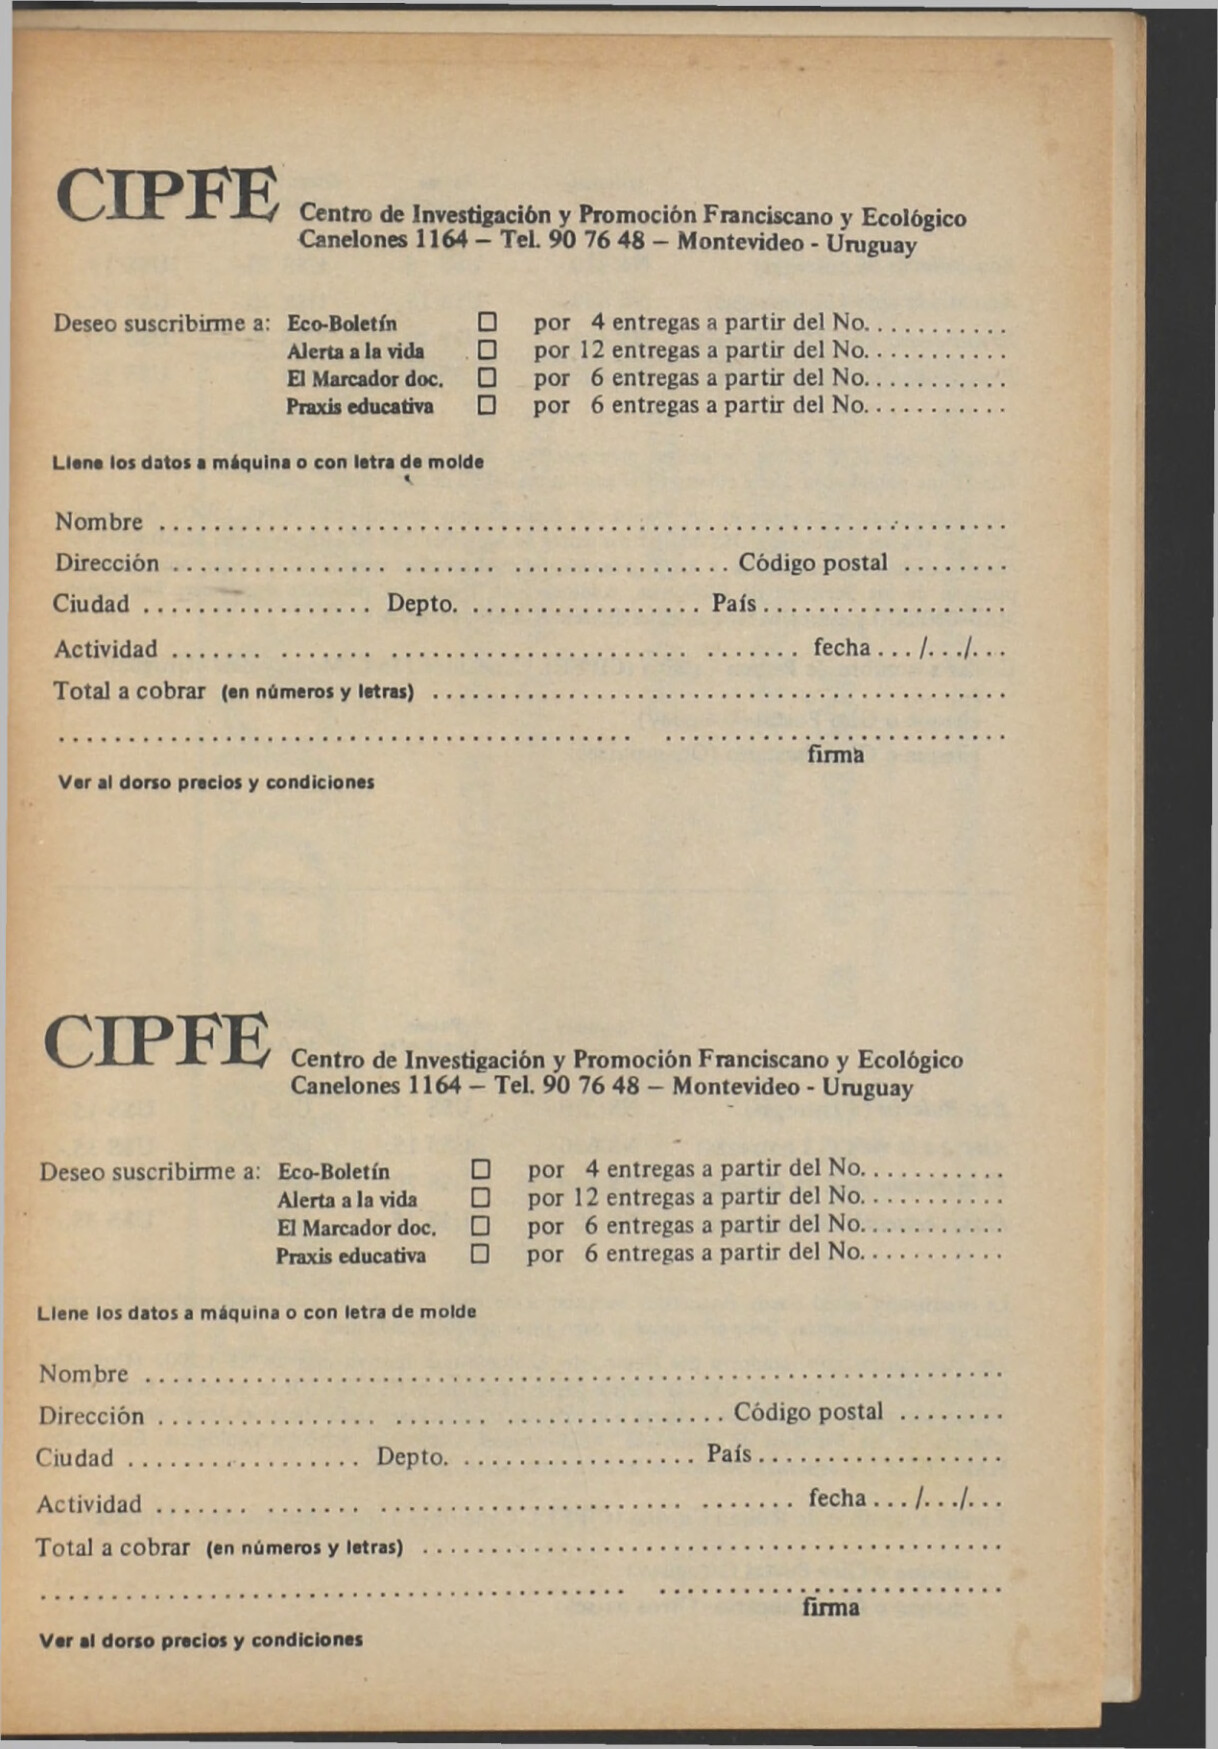 CIPFE
Centro de Investigación y Promoción Franciscano y Ecológico
Canelones 1164 – Tel. 90 76 48 – Montevideo - Uruguay
Deseo suscribirme a: Eco-Boletín □ por 4 entregas a partir del No. . . . . . . . . . . .
Alerta a la vida □ por 12 entregas a partir del No. . . . . . . . . . . .
El Marcador doc. □ por 6 entregas a partir del No. . . . . . . . . . . .
Praxis educativa □ por 6 entregas a partir del No. . . . . . . . . . . .
Llene los datos a máquina o con letra de molde
Nombre . . . . . . . . . . . . . . . . . . . . . . . . . . . . . .
Dirección . . . . . . . . . . . . . . . . . . . . Código postal . . . . . . . .
Ciudad . . . . . . . . . . . . Depto. . . . . . . . . . . . . País . . . . . . . . . . . .
Actividad . . . . . . . . . . . . . . . . . . . . fecha . . . /. . ./. . .
Total a cobrar (en números y letras) . . . . . . . . . . . . . . . . . . . .
firma
Ver al dorso precios y condiciones
CIPFE
Centro de Investigación y Promoción Franciscano y Ecológico
Canelones 1164 – Tel. 90 76 48 – Montevideo - Uruguay
Deseo suscribirme a: Eco-Boletín □ por 4 entregas a partir del No. . . . . . . . . . . .
Alerta a la vida □ por 12 entregas a partir del No. . . . . . . . . . . .
El Marcador doc. □ por 6 entregas a partir del No. . . . . . . . . . . .
Praxis educativa □ por 6 entregas a partir del No. . . . . . . . . . . .
Llene los datos a máquina o con letra de molde
Nombre . . . . . . . . . . . . . . . . . . . . . . . . . . . . . .
Dirección . . . . . . . . . . . . . . . . . . . . Código postal . . . . . . . .
Ciudad . . . . . . . . . . . . Depto. . . . . . . . . . . . . País . . . . . . . . . . . .
Actividad . . . . . . . . . . . . . . . . . . . . fecha . . . /. . ./. . .
Total a cobrar (en números y letras) . . . . . . . . . . . . . . . . . . . .
firma
Ver al dorso precios y condiciones